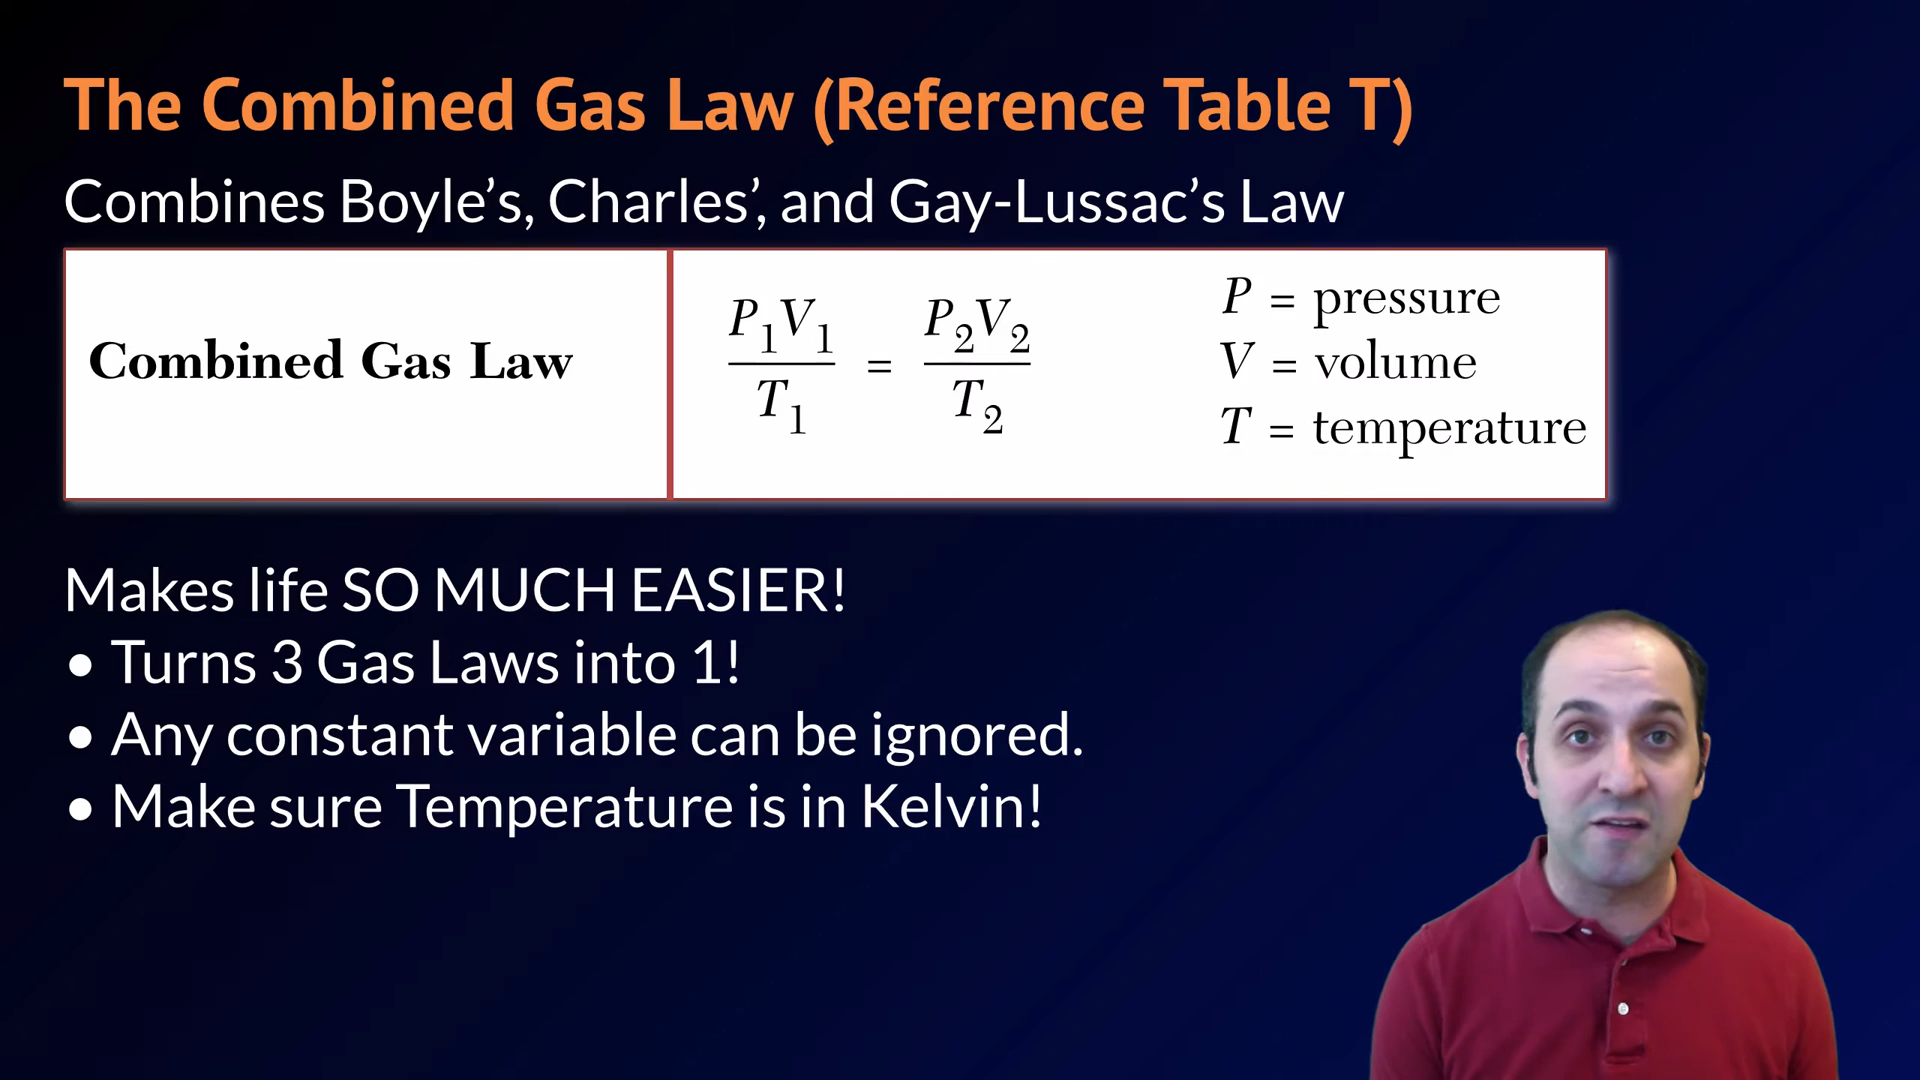 The Combined Gas Law (Reference Table T)
Combines Boyle’s, Charles’, and Gay-Lussac’s Law
Combined Gas Law
P₁V₁ / T₁ = P₂V₂ / T₂
P = pressure
V = volume
T = temperature
Makes life SO MUCH EASIER!
• Turns 3 Gas Laws into 1!
• Any constant variable can be ignored.
• Make sure Temperature is in Kelvin!